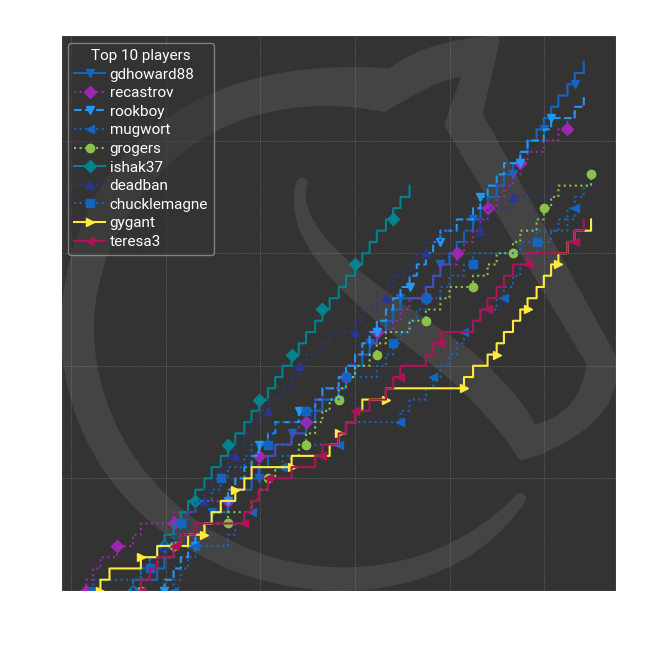 Top 10 players
gdhoward88
recastrov
rookboy
mugwort
grogers
ishak37
deadban
chucklemagne
gygant
teresa3